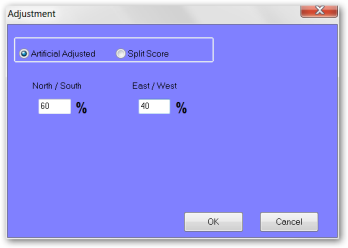 Adjustment
Artificial Adjusted Split Score
North / South East / West
60 % 40 %
OK Cancel